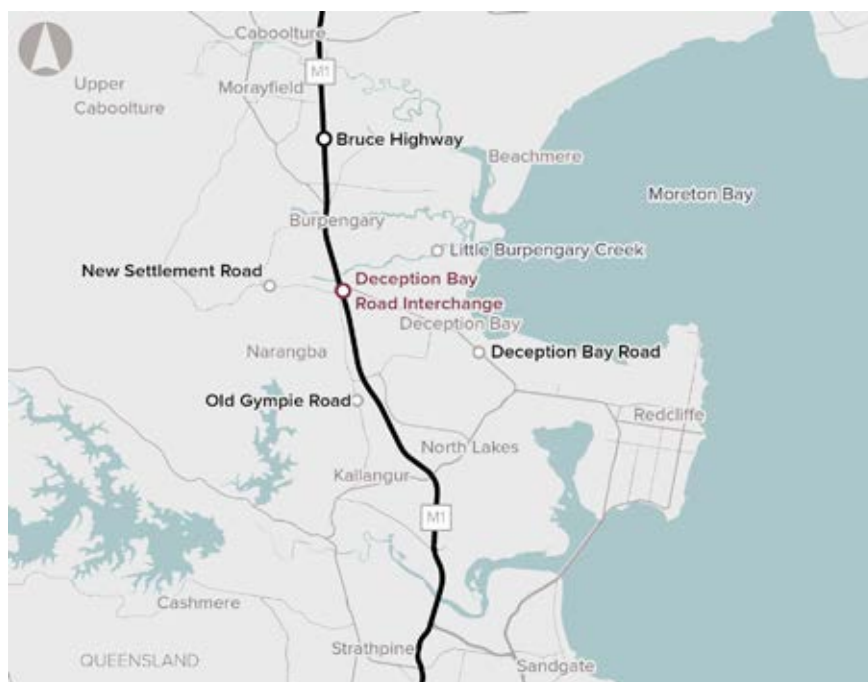 Caboolture
M1
Upper
Caboolture
Morayfield
Bruce Highway
Beachmere
Moreton Bay
Burpengary
Little Burpengary Creek
New Settlement Road
Deception Bay
Road Interchange
Deception Bay
Narangba
Deception Bay Road
Old Gympie Road
Redcliffe
North Lakes
Kallangur
M1
Cashmere
Strathpine
QUEENSLAND
Sandgate